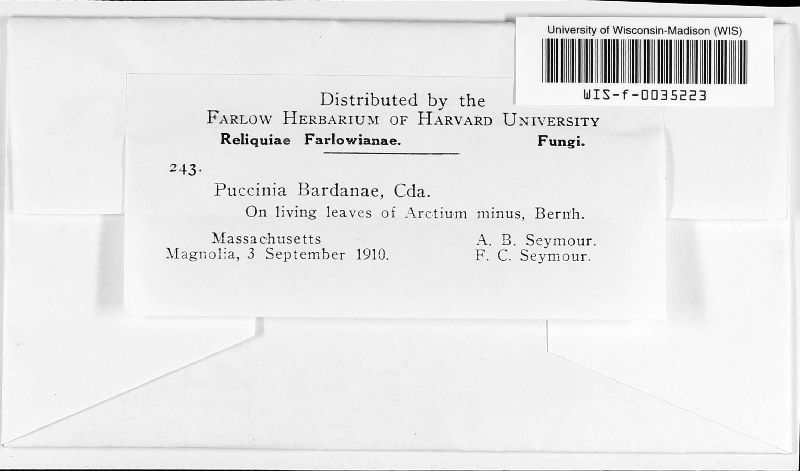 University of Wisconsin-Madison (WIS)
WIS-f-0035223
Distributed by the
FARLOW HERBARIUM OF HARVARD UNIVERSITY
Reliquiae Farlowianae. Fungi.
243.
Puccinia Bardanae, Cda.
On living leaves of Arctium minus, Bernh.
Massachusetts A. B. Seymour.
Magnolia, 3 September 1910. F. C. Seymour.